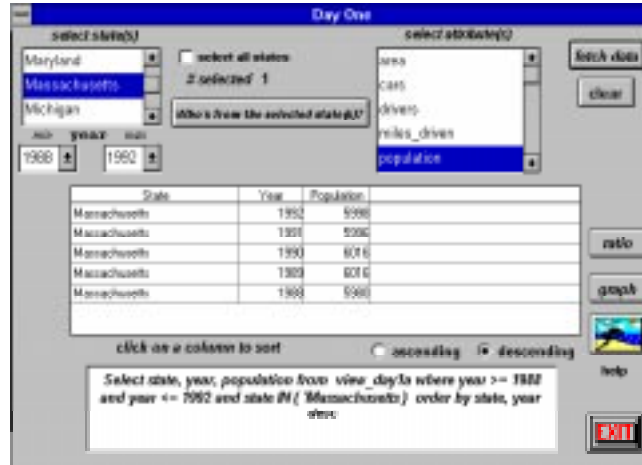 Day One
select state(s)
select attribute(s)
Maryland
Massachusetts
Michigan
select all states
# selected 1
Who's from the selected state(s)?
area
cars
drivers
miles_driven
population
fetch data
clear
min year max
1988
1992
State Year Population
Massachusetts 1992 5998
Massachusetts 1991 5996
Massachusetts 1990 6016
Massachusetts 1989 6016
Massachusetts 1988 5980
ratio
graph
click on a column to sort
ascending descending
help
Select state, year, population from view_day1a where year >= 1988
and year <= 1992 and state IN ( 'Massachusetts') order by state, year
desc
EXIT